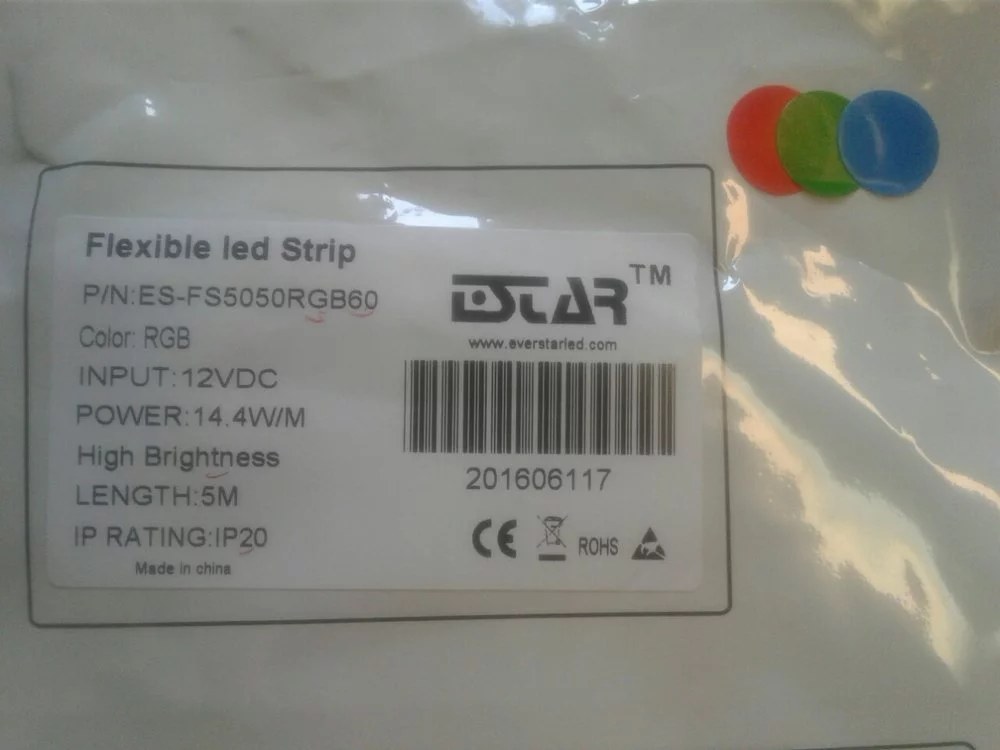 Flexible led Strip
P/N:ES-FS5050RGB60
Color: RGB
INPUT:12VDC
POWER:14.4W/M
High Brightness
LENGTH:5M
IP RATING:IP20
Made in china
ESTAR™
www.everstarled.com
201606117
CE
ROHS